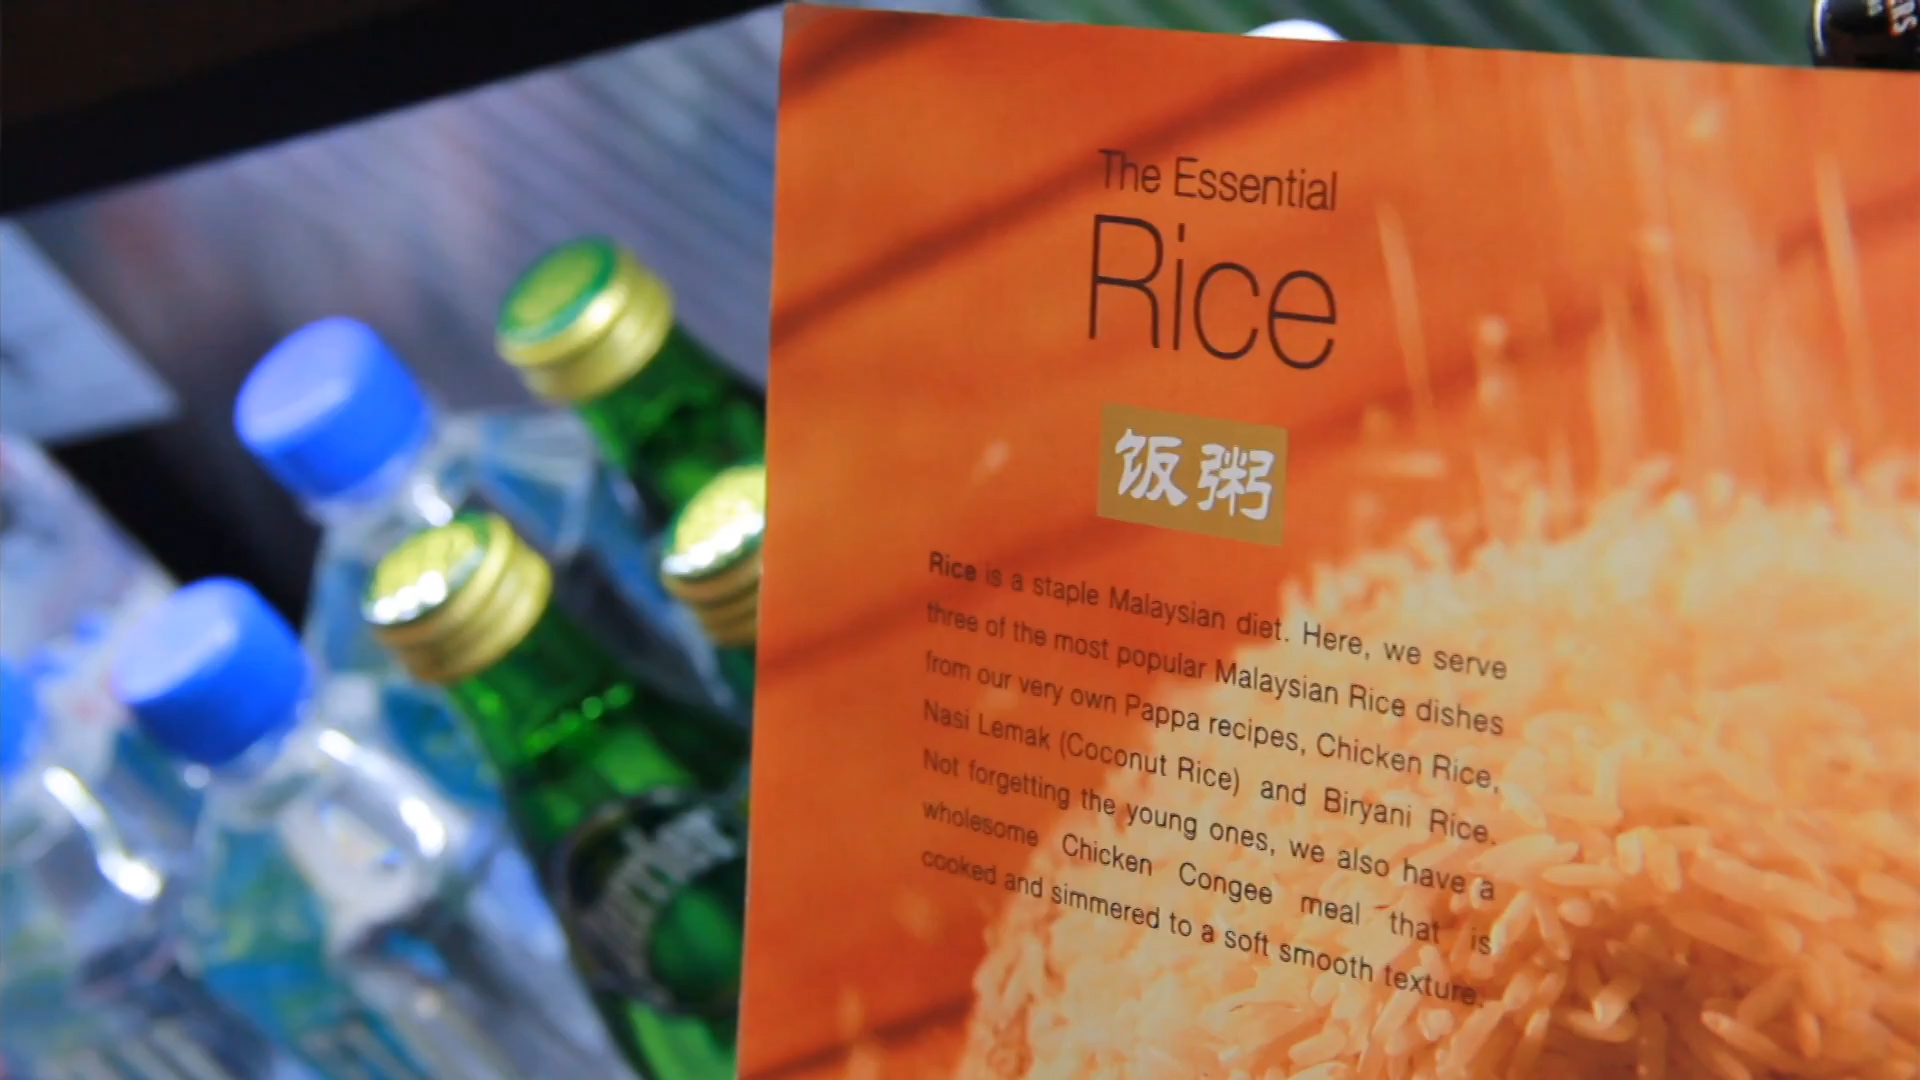 The Essential
Rice
饭粥
Rice is a staple Malaysian diet. Here, we serve
three of the most popular Malaysian Rice dishes
from our very own Pappa recipes, Chicken Rice,
Nasi Lemak (Coconut Rice) and Biryani Rice.
Not forgetting the young ones, we also have a
wholesome Chicken Congee meal that is
cooked and simmered to a soft smooth texture.